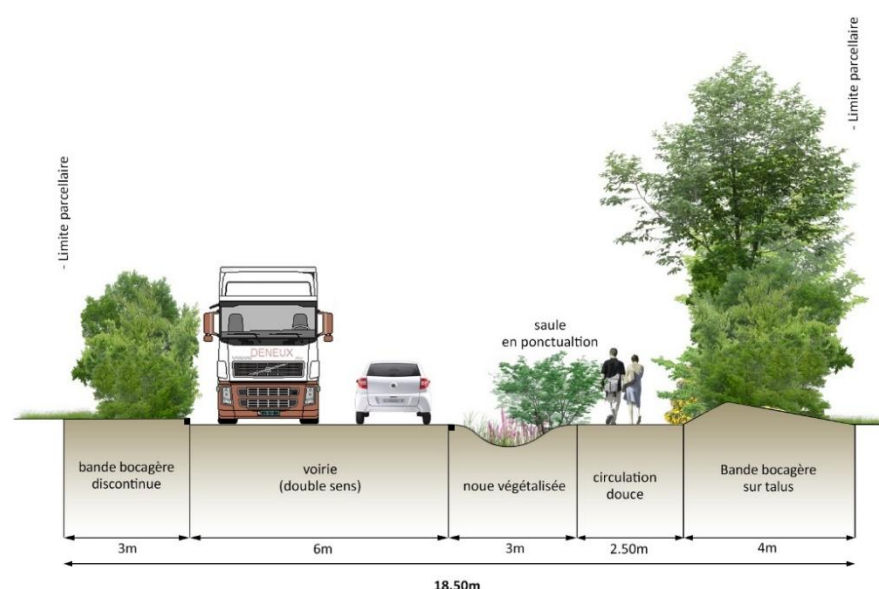 - Limite parcellaire
- Limite parcellaire
saule
en ponctualtion
DENEUX
bande bocagère
discontinue
voirie
(double sens)
noue végétalisée
circulation
douce
Bande bocagère
sur talus
3m
6m
3m
2.50m
4m
18.50m